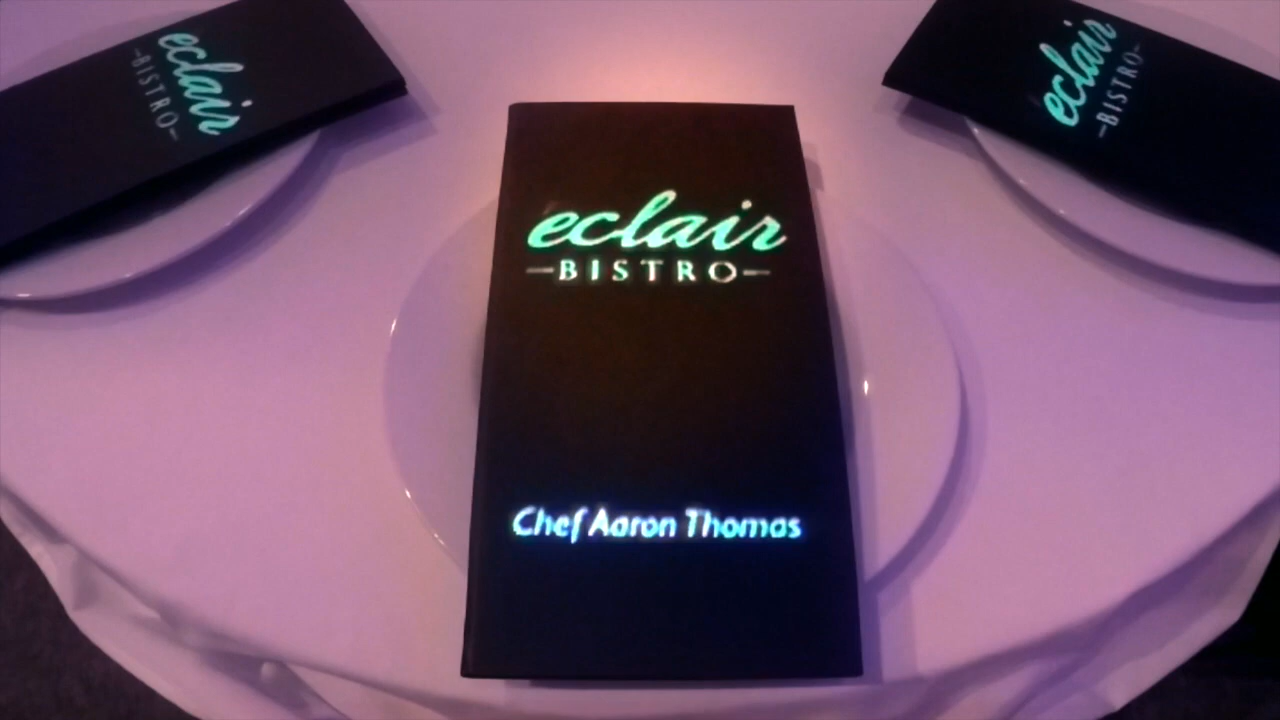 eclair
-BISTRO-
eclair
-BISTRO-
eclair
-BISTRO-
Chef Aaron Thomas